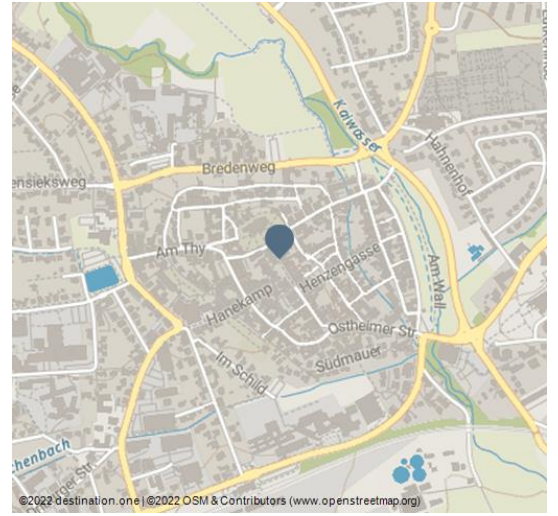 Kaiwasser
Hahnenhof
Bredenweg
ensieksweg
Am Thy
Henzengasse
Am Wall
Hanekamp
Ostheimer Str
Südmauer
Im Schild
chenbach
©2022 destination.one | ©2022 OSM & Contributors (www.openstreetmap.org)